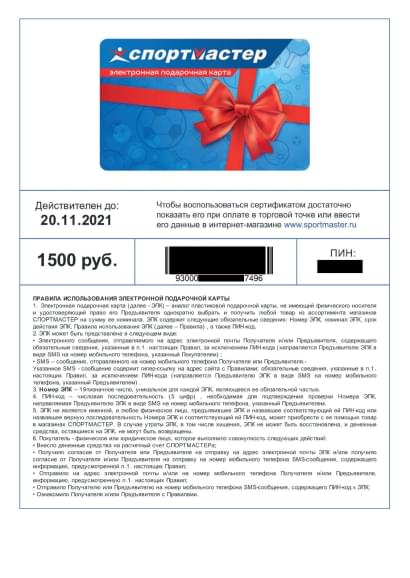 СПОРТМАСТЕР
электронная подарочная карта
Действителен до:
20.11.2021
Чтобы воспользоваться сертификатом достаточно
показать его при оплате в торговой точке или ввести
его данные в интернет-магазине www.sportmaster.ru
1500 руб.
93000 7496
ПИН:
ПРАВИЛА ИСПОЛЬЗОВАНИЯ ЭЛЕКТРОННОЙ ПОДАРОЧНОЙ КАРТЫ
1. Электронная подарочная карта (далее - ЭПК) – аналог пластиковой подарочной карты, не имеющий физического носителя
и удостоверяющий право его Предъявителя однократно выбрать и получить любой товар из ассортимента магазинов
СПОРТМАСТЕР на сумму ее номинала. ЭПК содержит следующие обязательные сведения: Номер ЭПК, номинал ЭПК, срок
действия ЭПК, Правила использования ЭПК (далее – Правила) , а также ПИН-код.
2. ЭПК может быть представлена в следующем виде:
• Электронного сообщения, отправляемого на адрес электронной почты Получателя и/или Предъявителя, содержащего
обязательные сведения, указанные в п.1. настоящих Правил, за исключением ПИН-кода (направляется Предъявителю ЭПК в
виде SMS на номер мобильного телефона, указанный Покупателем) ;
• SMS – сообщения, отправленного на номер мобильного телефона Получателя или Предъявителя.-
Указанное SMS - сообщение содержит гипер-ссылку на адрес сайта с Правилами; обязательные сведения, указанные в п.1.
настоящих Правил, за исключением ПИН-кода (направляется Предъявителю ЭПК в виде SMS на номер мобильного
телефона, указанный Предъявителем)
3. Номер ЭПК – 19тизначное число, уникальное для каждой ЭПК, являющееся ее обязательной частью.
4. ПИН-код – числовая последовательность (5 цифр) , необходимая для подтверждения проверки Номера ЭПК,
направляемая Предъявителю ЭПК в виде SMS на номер мобильного телефона, указанный Предъявителем.
5. ЭПК не является именной, и любое физическое лицо, предъявившее ЭПК и назвавшее соответствующий ей ПИН-код или
назвавшее верную последовательность Номера ЭПК и соответствующий ей ПИН-код, может приобрести с ее помощью товар
в магазинах СПОРТМАСТЕР. В случае утраты ЭПК, в том числе хищения, ЭПК не может быть восстановлена, и денежные
средства, оставшиеся на ЭПК, не могут быть возвращены.
6. Покупатель - физическое или юридическое лицо, которое выполнило совокупность следующих действий:
• Внесло денежные средства на расчетный счет СПОРТМАСТЕРа;
• Получило согласие от Получателя или Предъявителя на отправку на адрес электронной почты ЭПК и/или получило
согласие от Получателя и/или Предъявителя на отправку на номер мобильного телефона SMS-сообщения, содержащего
информацию, предусмотренной п.1. настоящих Правил;
• Отправило на адрес электронной почты и/или на номер мобильного телефона Получателя и/или Предъявителя,
информацию, предусмотренную п.1. настоящих Правил;
• Отправило Получателю или Предъявителю на номер мобильного телефона SMS-сообщения, содержащего ПИН-код к ЭПК;
• Ознакомило Получателя и/или Предъявителя с Правилами.